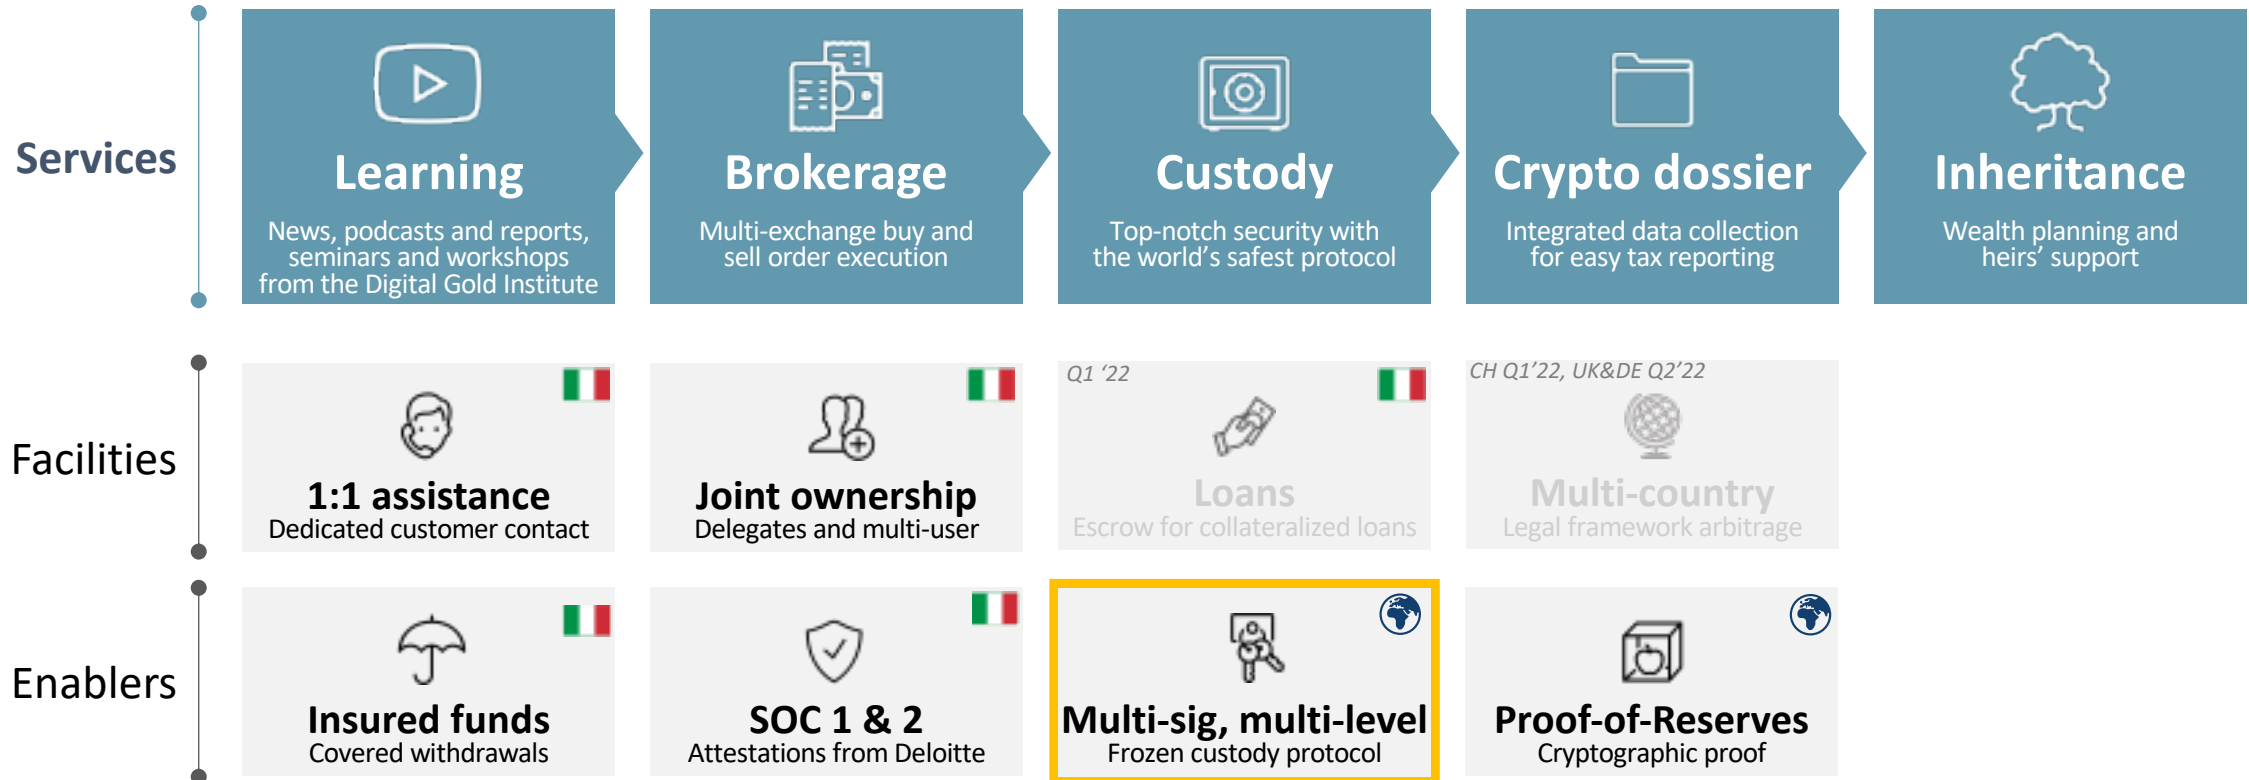 Services
Learning
News, podcasts and reports,
seminars and workshops
from the Digital Gold Institute
Brokerage
Multi-exchange buy and
sell order execution
Custody
Top-notch security with
the world's safest protocol
Crypto dossier
Integrated data collection
for easy tax reporting
Inheritance
Wealth planning and
heirs' support
Facilities
1:1 assistance
Dedicated customer contact
Joint ownership
Delegates and multi-user
Q1 '22
Loans
Escrow for collateralized loans
CH Q1'22, UK&DE Q2'22
Multi-country
Legal framework arbitrage
Enablers
Insured funds
Covered withdrawals
SOC 1 & 2
Attestations from Deloitte
Multi-sig, multi-level
Frozen custody protocol
Proof-of-Reserves
Cryptographic proof